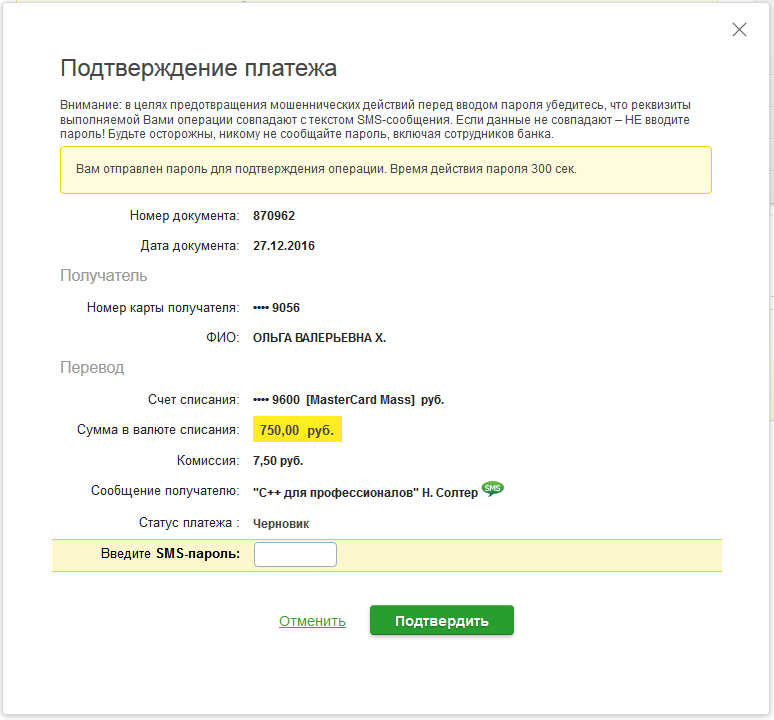 Подтверждение платежа
Внимание: в целях предотвращения мошеннических действий перед вводом пароля убедитесь, что реквизиты
выполняемой Вами операции совпадают с текстом SMS-сообщения. Если данные не совпадают – НЕ вводите
пароль! Будьте осторожны, никому не сообщайте пароль, включая сотрудников банка.
Вам отправлен пароль для подтверждения операции. Время действия пароля 300 сек.
Номер документа: 870962
Дата документа: 27.12.2016
Получатель
Номер карты получателя: •••• 9056
ФИО: ОЛЬГА ВАЛЕРЬЕВНА Х.
Перевод
Счет списания: •••• 9600 [MasterCard Mass] руб.
Сумма в валюте списания: 750,00 руб.
Комиссия: 7,50 руб.
Сообщение получателю: "С++ для профессионалов" Н. Солтер SMS
Статус платежа : Черновик
Введите SMS-пароль:
Отменить Подтвердить